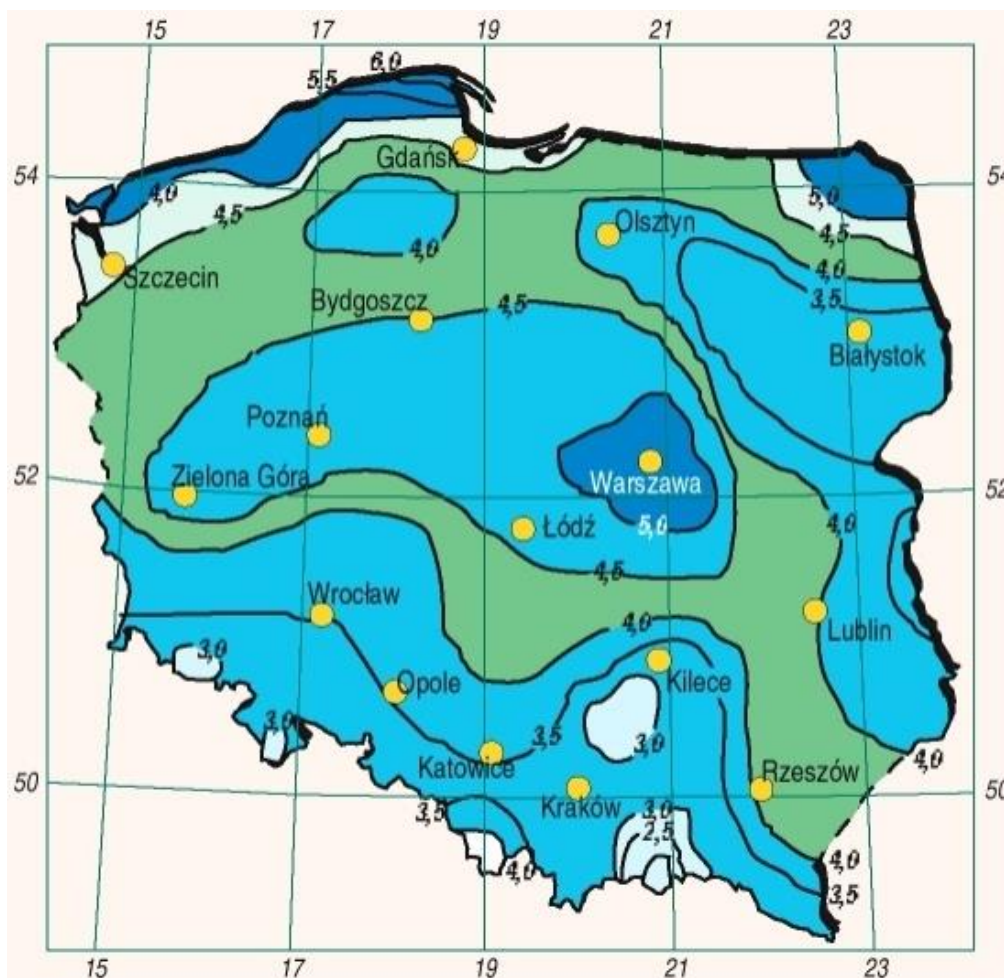 15 17 19 21 23
6,0
5,5
Gdańsk
54
54
4,0
5,0
4,5
Olsztyn
4,5
4,0
4,0
Szczecin
3,5
Bydgoszcz
4,5
Białystok
Poznań
Zielona Góra
52
Warszawa
52
5,0
Łódź
4,0
4,5
Wrocław
4,0
Lublin
3,0
Opole
Kilece
3,0
3,5
3,0
4,0
Katowice
Rzeszów
50
Kraków
50
3,5
3,0
2,5
4,0
4,0
3,5
15 17 19 21 23